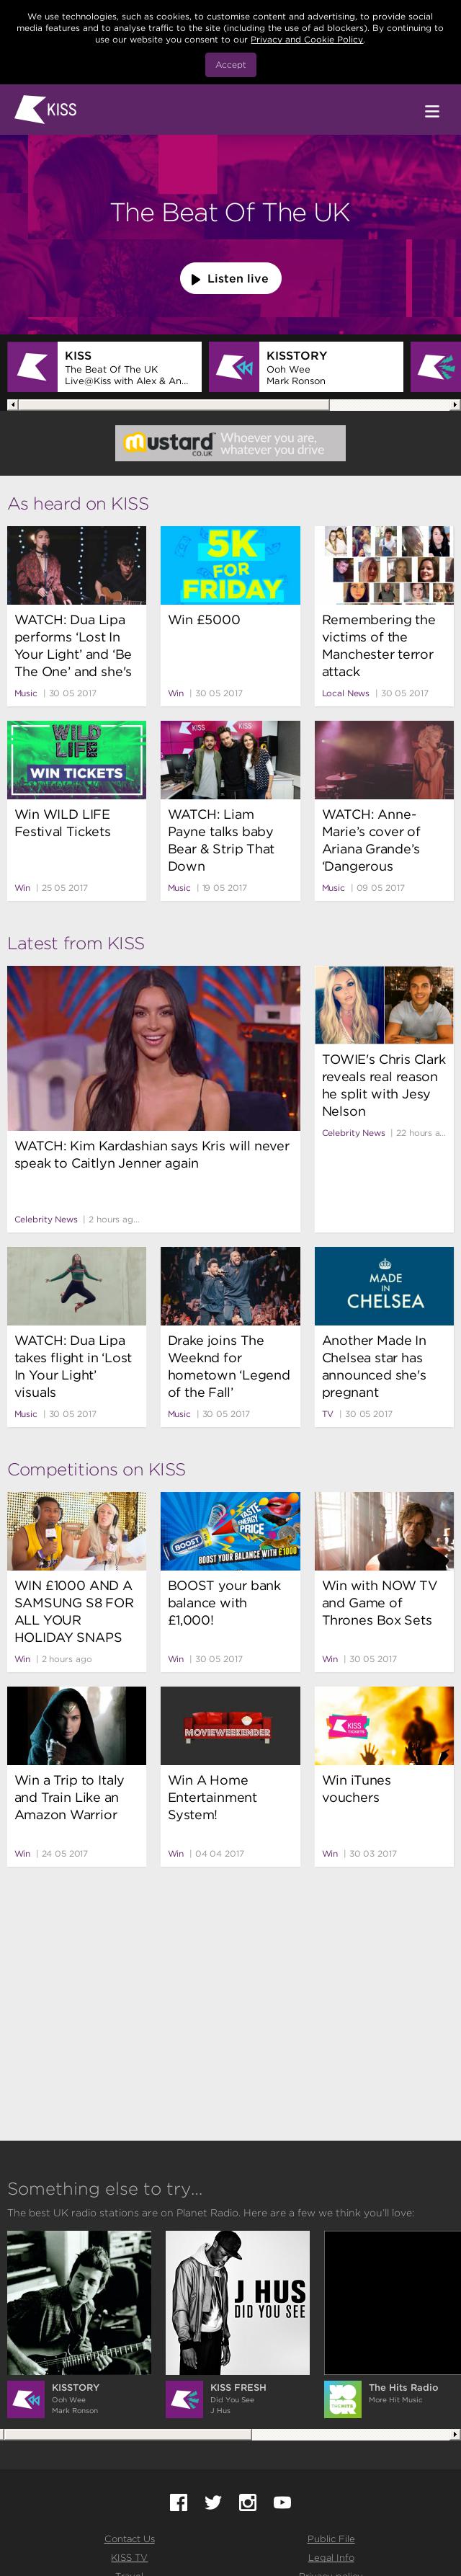 We use technologies, such as cookies, to customise content and advertising, to provide social
media features and to analyse traffic to the site (including the use of ad blockers). By continuing to
use our website you consent to our Privacy and Cookie Policy.
Accept
KISS
The Beat Of The UK
Listen live
KISS
The Beat Of The UK
Live@Kiss with Alex & An...
KISSTORY
Ooh Wee
Mark Ronson
mustard
.co.uk
Whoever you are,
whatever you drive
As heard on KISS
5K
FOR
FRIDAY
WATCH: Dua Lipa
performs ‘Lost In
Your Light’ and ‘Be
The One’ and she's
Music | 30 05 2017
Win £5000
Win | 30 05 2017
Remembering the
victims of the
Manchester terror
attack
Local News | 30 05 2017
WILD
LIFE
WIN TICKETS
KISS
KISS
Win WILD LIFE
Festival Tickets
Win | 25 05 2017
WATCH: Liam
Payne talks baby
Bear & Strip That
Down
Music | 19 05 2017
WATCH: Anne-
Marie’s cover of
Ariana Grande’s
‘Dangerous
Music | 09 05 2017
Latest from KISS
WATCH: Kim Kardashian says Kris will never
speak to Caitlyn Jenner again
Celebrity News | 2 hours ag...
TOWIE's Chris Clark
reveals real reason
he split with Jesy
Nelson
Celebrity News | 22 hours a...
MADE
IN
CHELSEA
WATCH: Dua Lipa
takes flight in ‘Lost
In Your Light’
visuals
Music | 30 05 2017
Drake joins The
Weeknd for
hometown ‘Legend
of the Fall’
Music | 30 05 2017
Another Made In
Chelsea star has
announced she's
pregnant
TV | 30 05 2017
Competitions on KISS
BOOST
TASTE
ENERGY
PRICE
BOOST YOUR BALANCE WITH £1000
WIN £1000 AND A
SAMSUNG S8 FOR
ALL YOUR
HOLIDAY SNAPS
Win | 2 hours ago
BOOST your bank
balance with
£1,000!
Win | 30 05 2017
Win with NOW TV
and Game of
Thrones Box Sets
Win | 30 05 2017
MOVIEWEEKENDER
KISS
TICKETS
Win a Trip to Italy
and Train Like an
Amazon Warrior
Win | 24 05 2017
Win A Home
Entertainment
System!
Win | 04 04 2017
Win iTunes
vouchers
Win | 30 03 2017
Something else to try...
The best UK radio stations are on Planet Radio. Here are a few we think you'll love:
J HUS
DID YOU SEE
KISSTORY
Ooh Wee
Mark Ronson
KISS FRESH
Did You See
J Hus
THE HITS
The Hits Radio
More Hit Music
Contact Us
Public File
KISS TV
Legal Info
Travel
Privacy policy